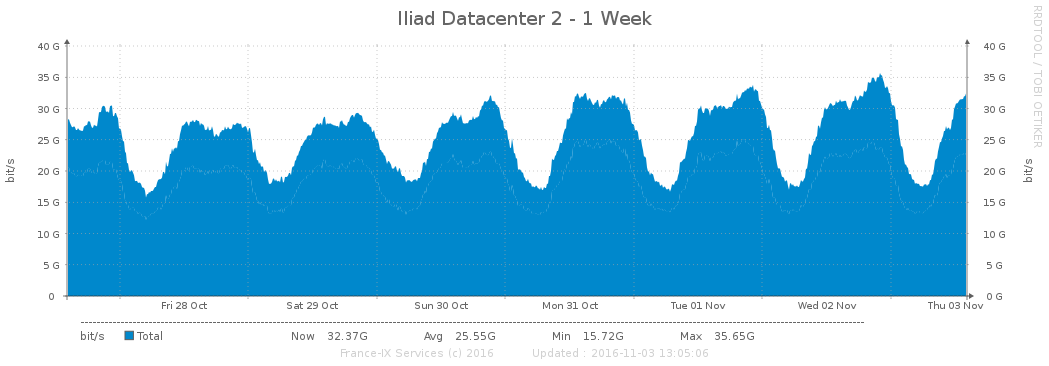 Iliad Datacenter 2 - 1 Week
RRDTOOL / TOBI OETIKER
40 G 40 G
35 G 35 G
30 G 30 G
25 G 25 G
20 G 20 G
15 G 15 G
10 G 10 G
5 G 5 G
0 0 G
bit/s
bit/s
Fri 28 Oct Sat 29 Oct Sun 30 Oct Mon 31 Oct Tue 01 Nov Wed 02 Nov Thu 03 Nov
bit/s Total Now 32.37G Avg 25.55G Min 15.72G Max 35.65G
France-IX Services (c) 2016 Updated : 2016-11-03 13:05:06